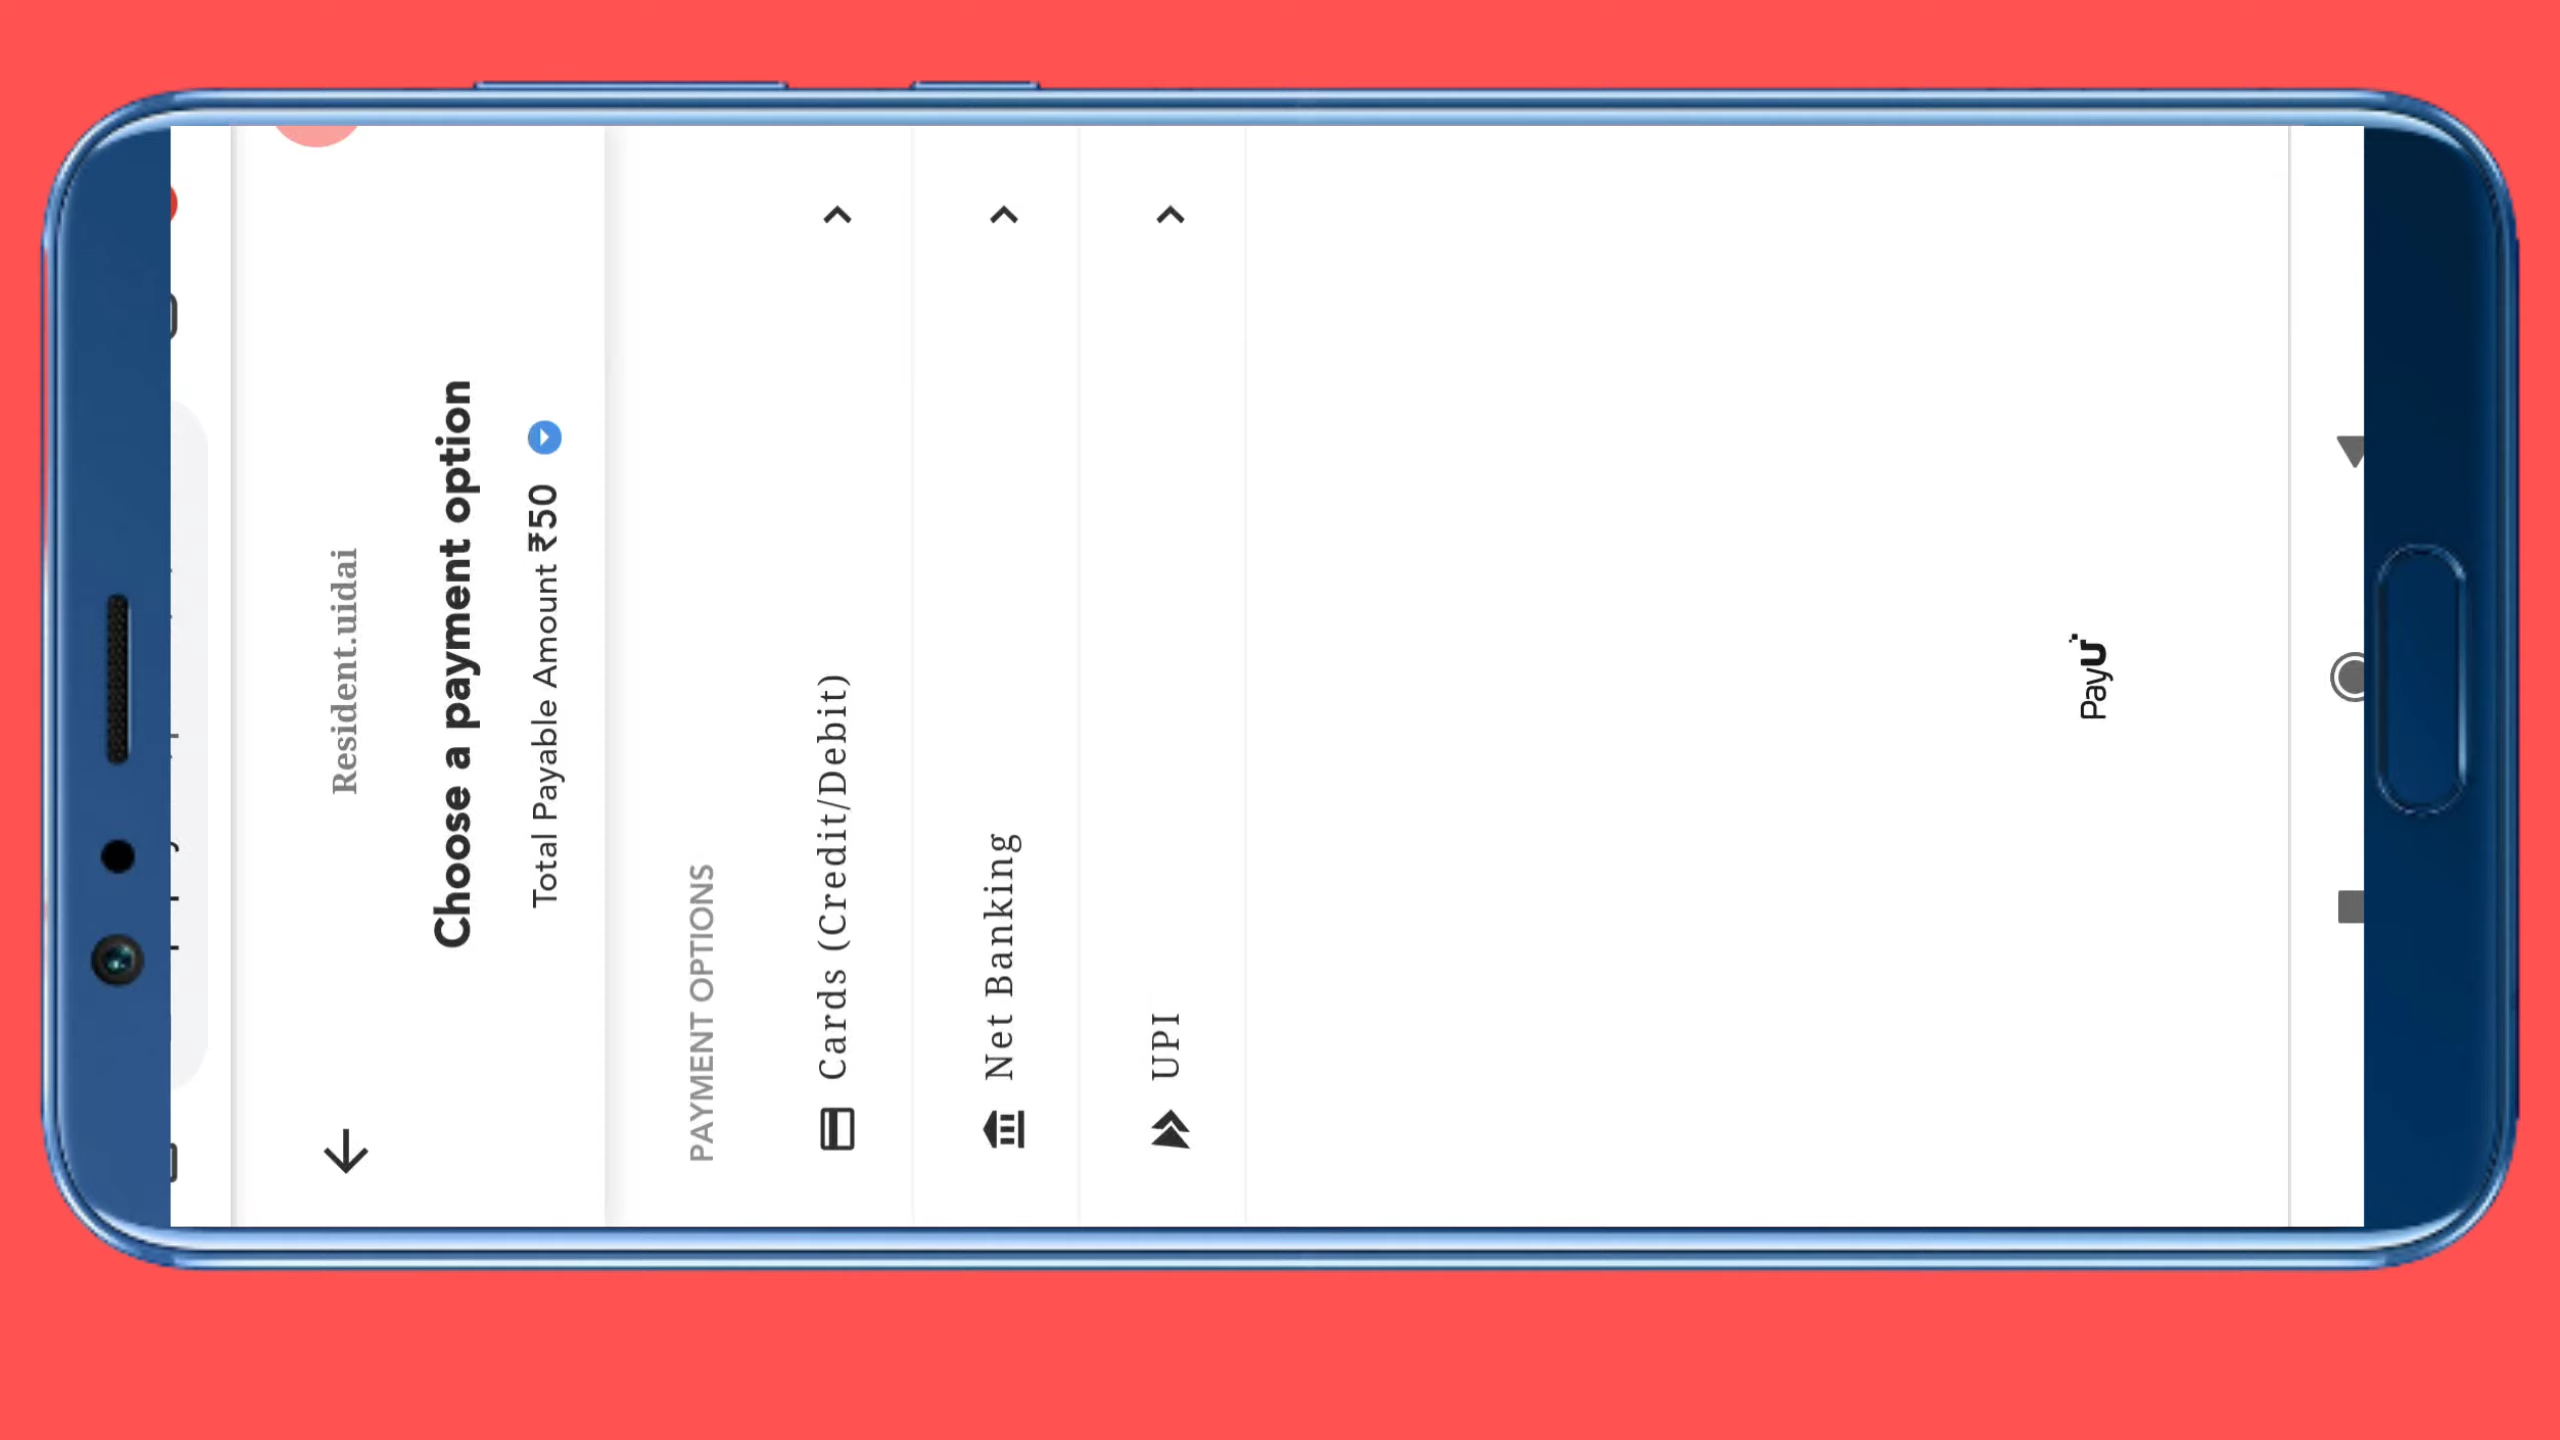 Resident.uidai
Choose a payment option
Total Payable Amount ₹50
PAYMENT OPTIONS
Cards (Credit/Debit)
Net Banking
UPI
PayU